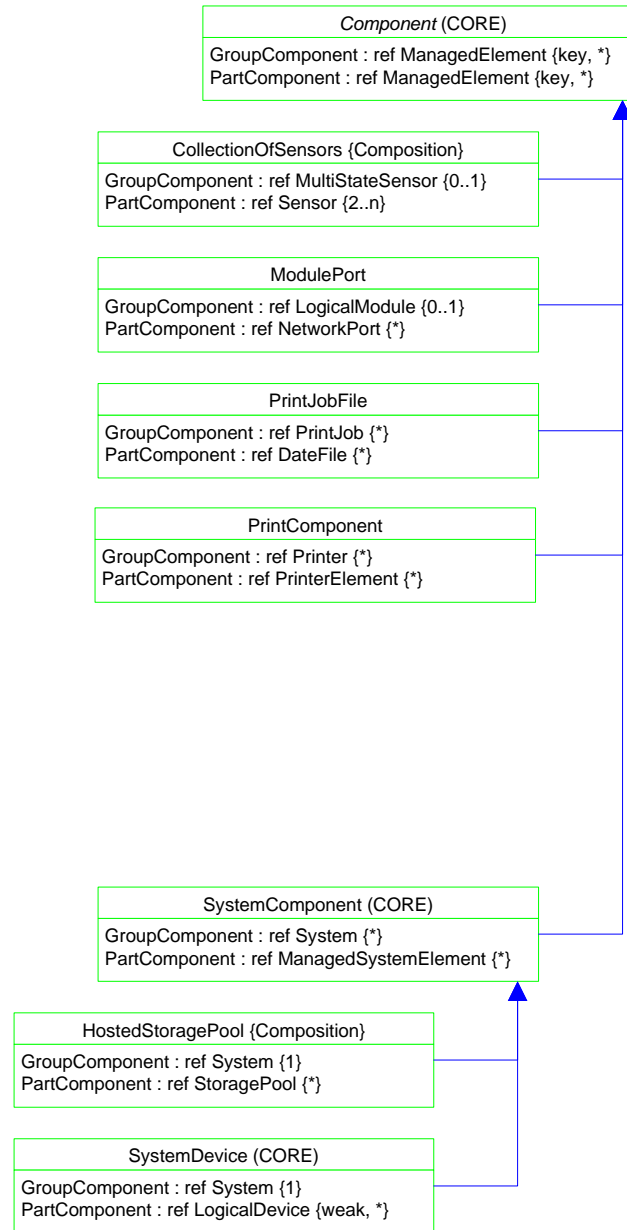 Component (CORE)
GroupComponent : ref ManagedElement {key, *}
PartComponent : ref ManagedElement {key, *}
CollectionOfSensors {Composition}
GroupComponent : ref MultiStateSensor {0..1}
PartComponent : ref Sensor {2..n}
ModulePort
GroupComponent : ref LogicalModule {0..1}
PartComponent : ref NetworkPort {*}
PrintJobFile
GroupComponent : ref PrintJob {*}
PartComponent : ref DateFile {*}
PrintComponent
GroupComponent : ref Printer {*}
PartComponent : ref PrinterElement {*}
SystemComponent (CORE)
GroupComponent : ref System {*}
PartComponent : ref ManagedSystemElement {*}
HostedStoragePool {Composition}
GroupComponent : ref System {1}
PartComponent : ref StoragePool {*}
SystemDevice (CORE)
GroupComponent : ref System {1}
PartComponent : ref LogicalDevice {weak, *}